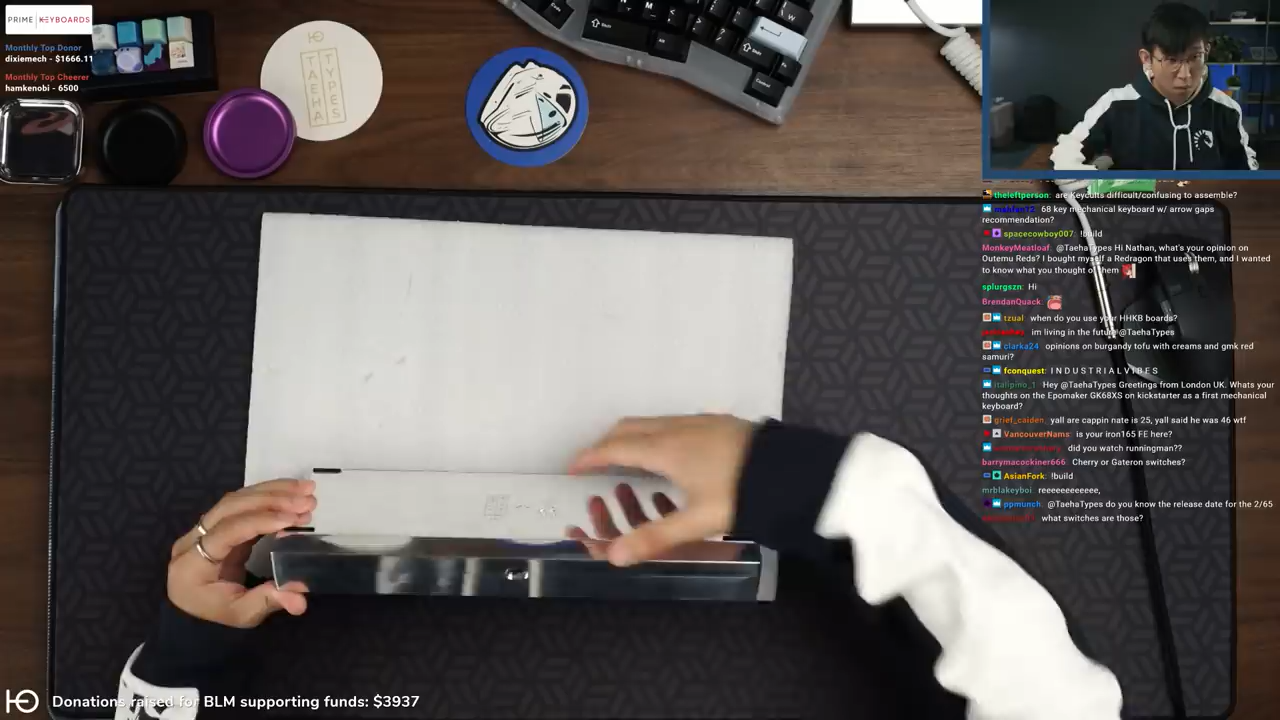 PRIME | KEYBOARDS
Monthly Top Donor
dixiemech - $1666.11
Monthly Top Cheerer
hamkenobi - 6500
TAEHA
TYPES
theleftperson: are Keycults difficult/confusing to assemble?
68 key mechanical keyboard w/ arrow gaps
recommendation?
spacecowboy007: !build
MonkeyMeatloaf: @TaehaTypes Hi Nathan, what's your opinion on
Outemu Reds? I bought myself a Redragon that uses them, and I wanted
to know what you thought of them
splurgszn: Hi
BrendanQuack:
tzual: when do you use your HHKB boards?
im living in the future @TaehaTypes
clarka24: opinions on burgandy tofu with creams and gmk red
samuri?
fconquest: I N D U S T R I A L V I B E S
italipino_1: Hey @TaehaTypes Greetings from London UK. Whats your
thoughts on the Epomaker GK68XS on kickstarter as a first mechanical
keyboard?
grief_caiden: yall are cappin nate is 25, yall said he was 46 wtf
VancouverNams: is your iron165 FE here?
did you watch runningman??
barrymacockiner666: Cherry or Gateron switches?
AsianFork: !build
mrblakeyboi: reeeeeeeeeeee,
ppmunch: @TaehaTypes do you know the release date for the 2/65
what switches are those?
Donations raised for BLM supporting funds: $3937